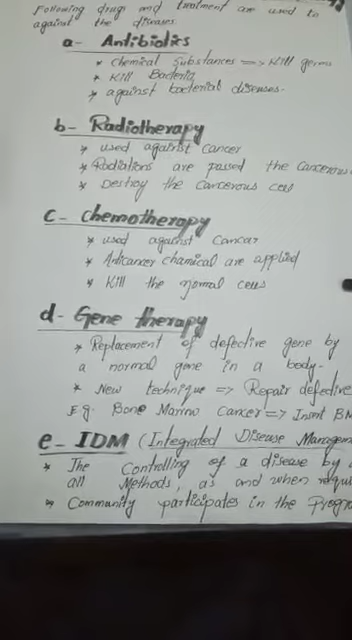 Following drugs and treatment are used to
against the diseases
a- Antibiotics
* chemical substances => Kill germs
* Kill Bacteria
* against bacterial diseases.
b- Radiotherapy
* used against cancer
* Radiations are passed the cancerous
* Destroy the cancerous cell
c- Chemotherapy
* used against cancer
* Anticancer chamical are applied
* Kill the normal cells
d- Gene therapy
* Replacement of defective gene by
a normal gene in a body-
* New technique => Repair defective
E.g: Bone Marrow Cancer => Insert BM
e- IDM (Integrated Disease Managem
* The Controlling of a disease by
all Methods, as and when requi
* Community participates in the Progr